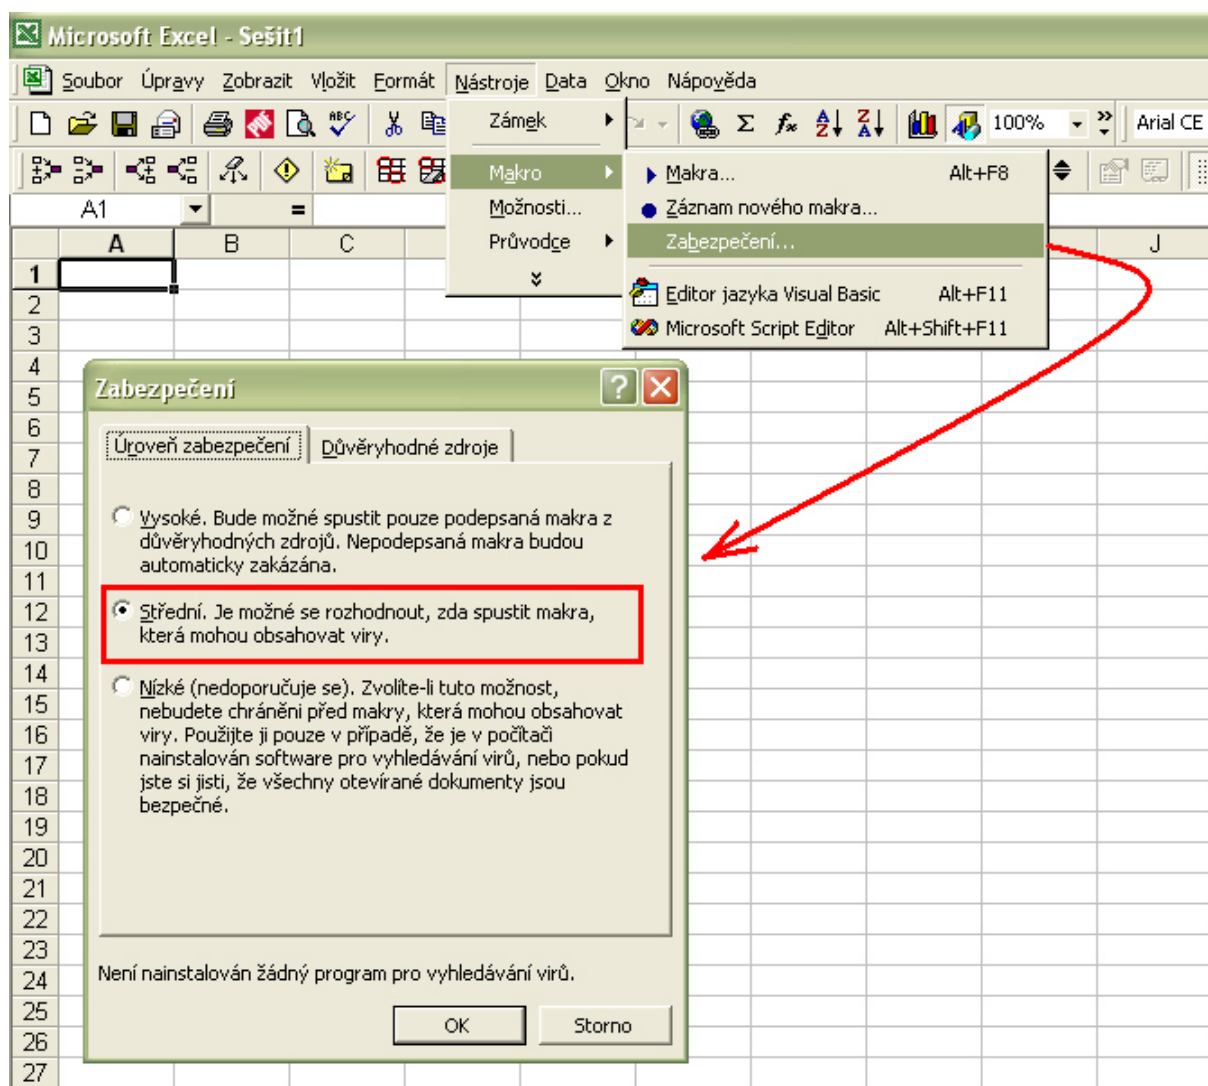 Microsoft Excel - Sešit1
Soubor Úpravy Zobrazit Vložit Formát Nástroje Data Okno Nápověda
ABC
Zámek
Σ fx A Z Z A 100% Arial CE
Makro
Makra... Alt+F8
A1 =
Možnosti...
Záznam nového makra...
Průvodce
Zabezpečení...
A B C J
Editor jazyka Visual Basic Alt+F11
Microsoft Script Editor Alt+Shift+F11
1
2
3
4
5
6
7
8
9
10
11
12
13
14
15
16
17
18
19
20
21
22
23
24
25
26
27
Zabezpečení ?
Úroveň zabezpečení Důvěryhodné zdroje
Vysoké. Bude možné spustit pouze podepsaná makra z
důvěryhodných zdrojů. Nepodepsaná makra budou
automaticky zakázána.
Střední. Je možné se rozhodnout, zda spustit makra,
která mohou obsahovat viry.
Nízké (nedoporučuje se). Zvolíte-li tuto možnost,
nebudete chráněni před makry, která mohou obsahovat
viry. Použijte ji pouze v případě, že je v počítači
nainstalován software pro vyhledávání virů, nebo pokud
jste si jisti, že všechny otevírané dokumenty jsou
bezpečné.
Není nainstalován žádný program pro vyhledávání virů.
OK Storno